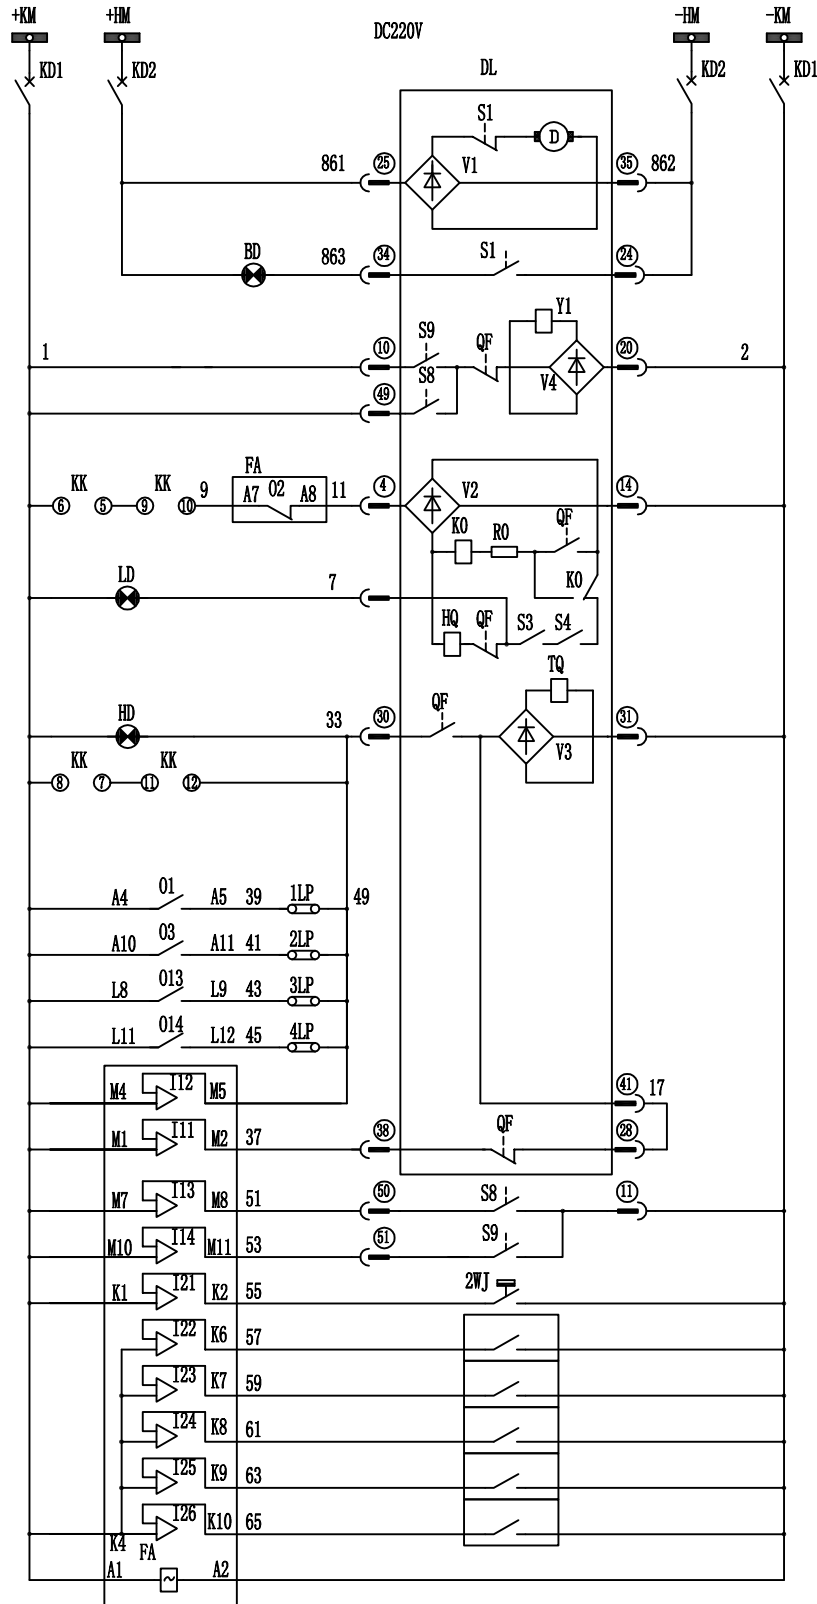 +KM +HM DC220V -HM -KM
KD1 KD2 DL KD2 KD1
S1
D
861 25 V1 35 862
BD 863 34 S1 24
Y1
1 S9 10 QF 20 2
S8 V4
49
FA
KK KK 9 A7 O2 A8 11 4 V2 14
6 5 9 10
KO RO QF
LD 7 KO
HQ QF S3 S4
TQ
HD 33 30 QF 31
V3
KK KK
8 7 11 12
A4 O1 A5 39 1LP 49
A10 O3 A11 41 2LP
L8 O13 L9 43 3LP
L11 O14 L12 45 4LP
M4 I12 M5 41 17
M1 I11 M2 37 38 QF 28
M7 I13 M8 51 50 S8 11
M10 I14 M11 53 51 S9
K1 I21 K2 55 2WJ
I22 K6 57
I23 K7 59
I24 K8 61
I25 K9 63
I26 K10 65
K4 FA
A1 ~ A2